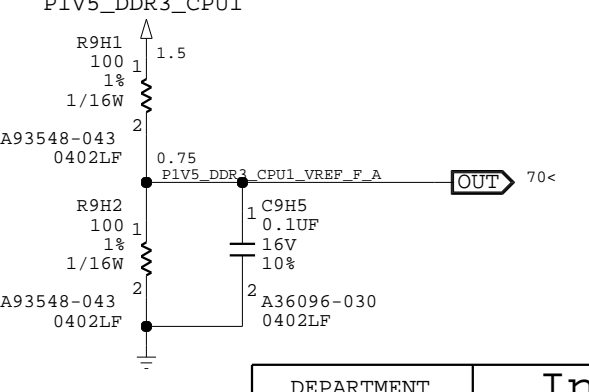 P1V5_DDR3_CPU1
R9H1
100
1%
1/16W
1
1.5
2
A93548-043
0402LF
0.75
P1V5_DDR3_CPU1_VREF_F_A
OUT
70<
R9H2
100
1%
1/16W
1
2
A93548-043
0402LF
1
C9H5
0.1UF
16V
10%
2
A36096-030
0402LF
DEPARTMENT